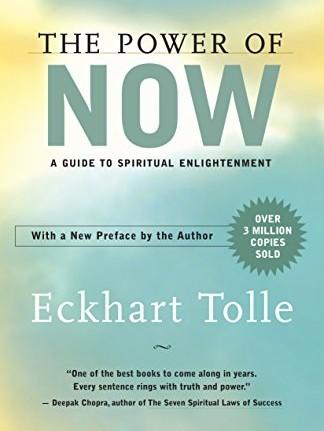 THE POWER OF
NOW
A GUIDE TO SPIRITUAL ENLIGHTENMENT
With a New Preface by the Author
OVER
3 MILLION
COPIES
SOLD
Eckhart Tolle
“One of the best books to come along in years.
Every sentence rings with truth and power.”
— Deepak Chopra, author of The Seven Spiritual Laws of Success